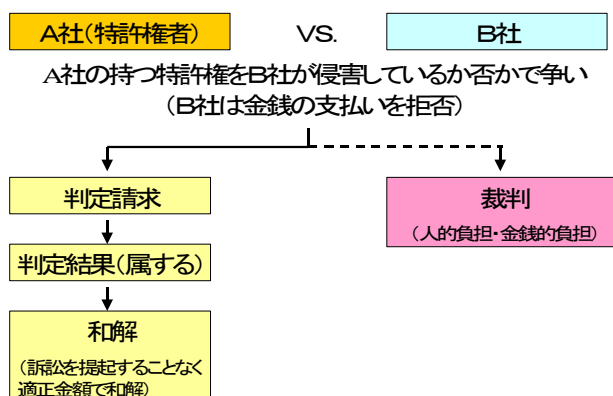 A社(特許権者)
VS.
B社
A社の持つ特許権をB社が侵害しているか否かで争い
(B社は金銭の支払いを拒否)
判定請求
裁判
(人的負担・金銭的負担)
判定結果(属する)
和解
(訴訟を提起することなく
適正金額で和解)